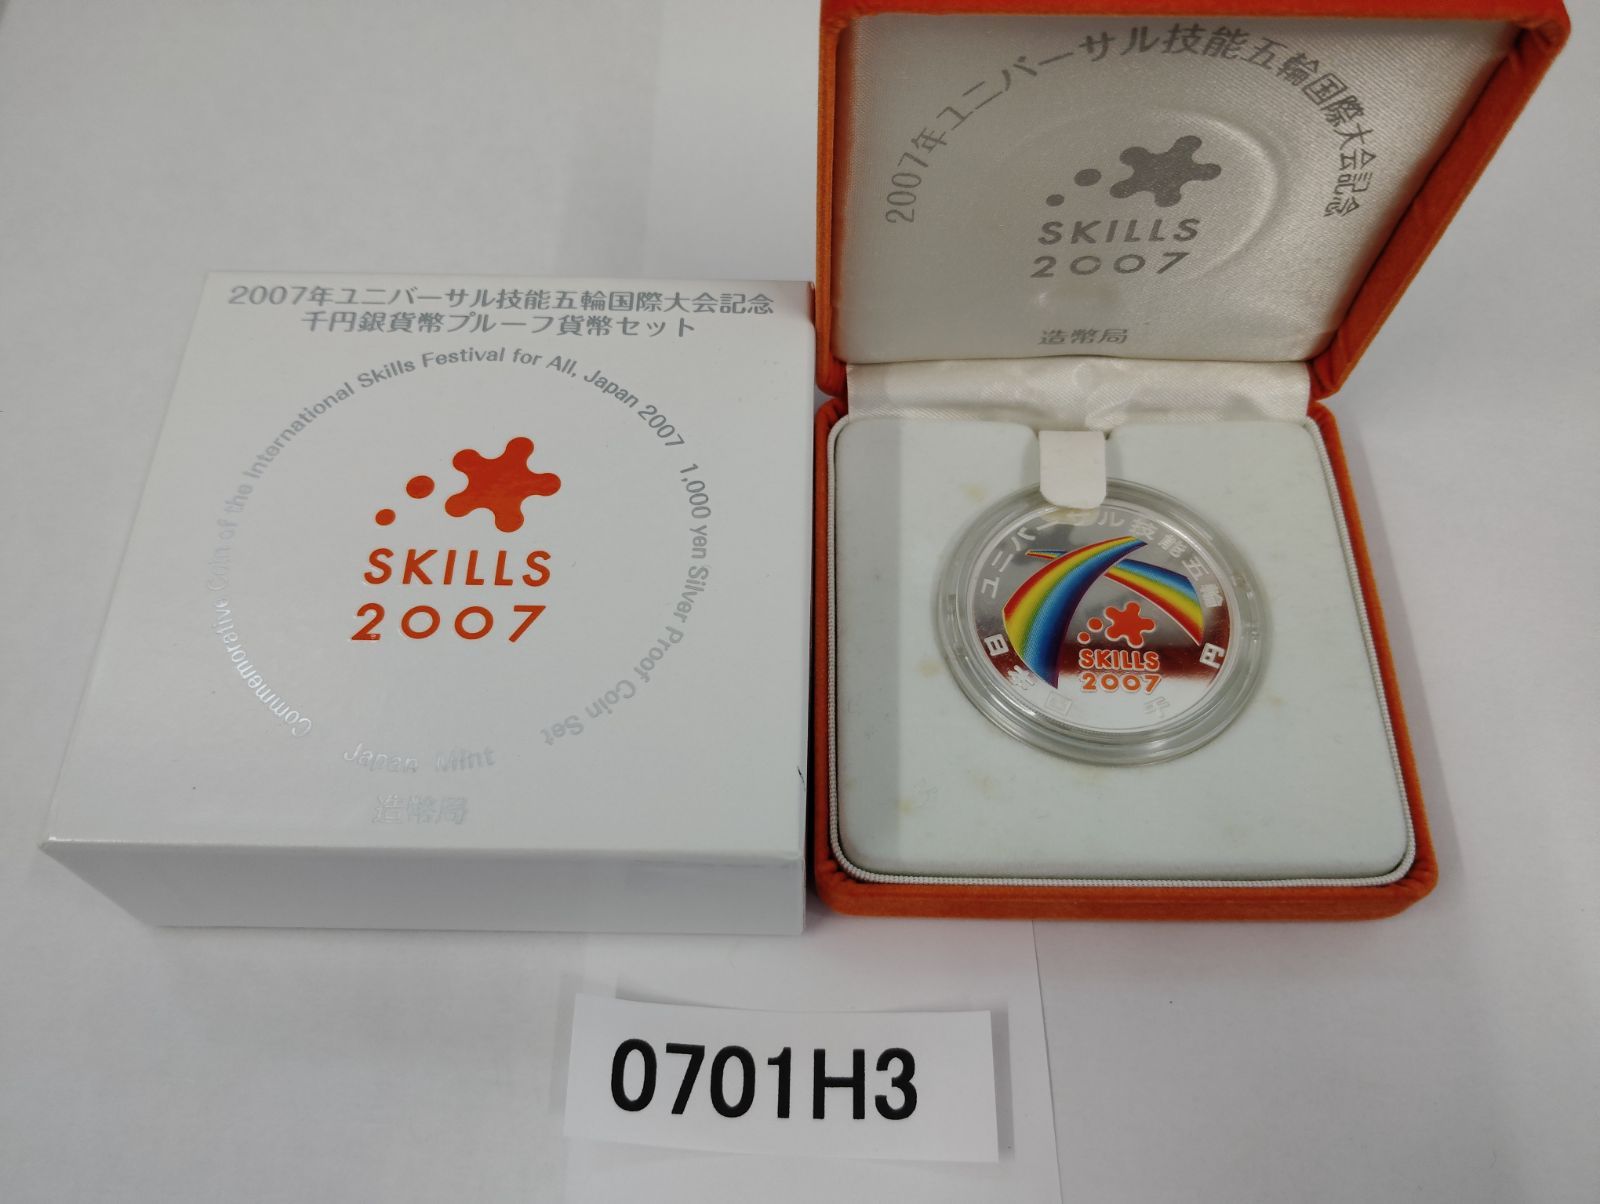 2007年ユニバーサル技能五輪国際大会記念
千円銀貨幣プルーフ貨幣セット
Commemorative Coin of the International Skills Festival for All, Japan 2007 1,000 yen Silver Proof Coin Set
SKILLS
2007
Japan Mint
造幣局
2007年ユニバーサル技能五輪国際大会記念
SKILLS
2007
造幣局
ユニバーサル技能五輪
SKILLS
2007
日本国 千円
0701H3